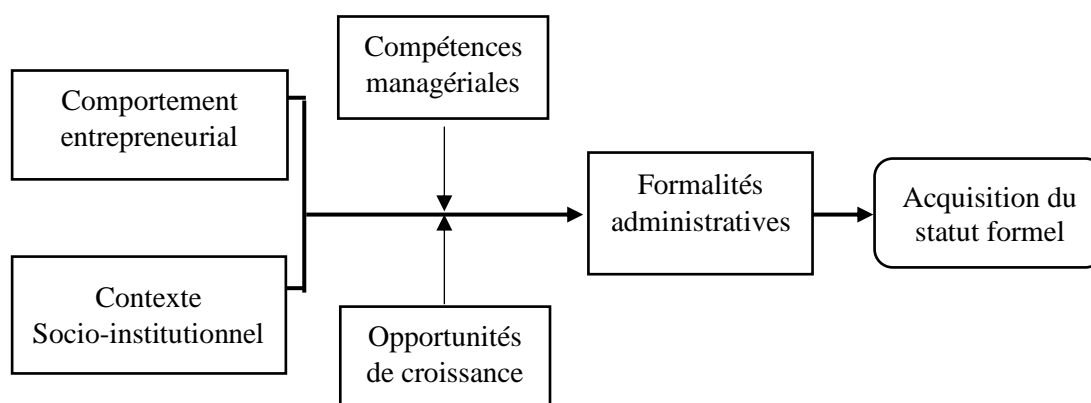 Compétences
managériales
Comportement
entrepreneurial
Formalités
administratives
Acquisition du
statut formel
Contexte
Socio-institutionnel
Opportunités
de croissance